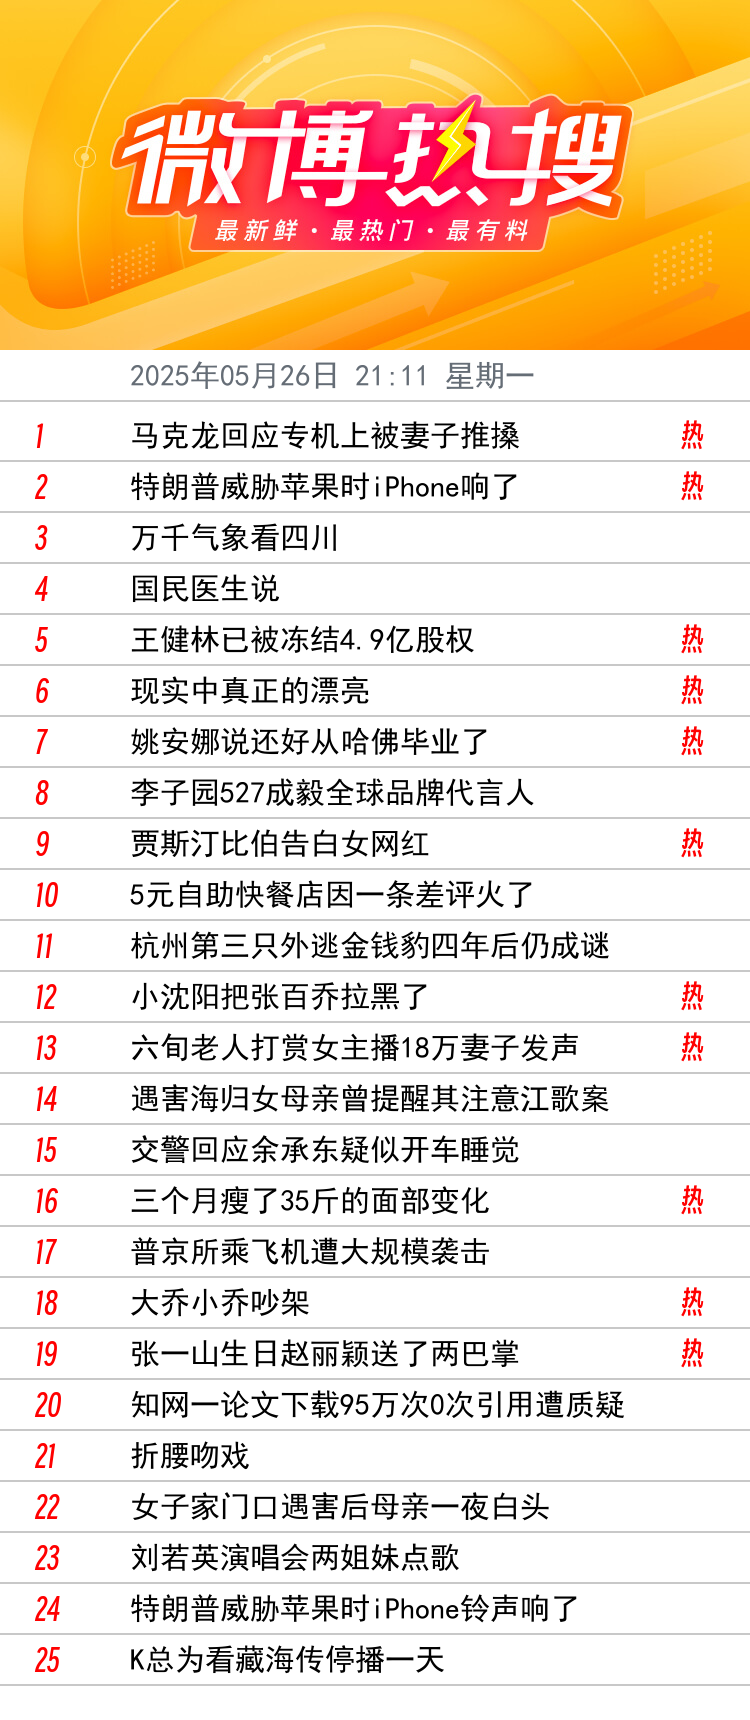 微博热搜
最新鲜·最热门·最有料
2025年05月26日 21:11 星期一
1 马克龙回应专机上被妻子推搡 热
2 特朗普威胁苹果时iPhone响了 热
3 万千气象看四川
4 国民医生说
5 王健林已被冻结4.9亿股权 热
6 现实中真正的漂亮 热
7 姚安娜说还好从哈佛毕业了 热
8 李子园527成毅全球品牌代言人
9 贾斯汀比伯告白女网红 热
10 5元自助快餐店因一条差评火了
11 杭州第三只外逃金钱豹四年后仍成谜
12 小沈阳把张百乔拉黑了 热
13 六旬老人打赏女主播18万妻子发声 热
14 遇害海归女母亲曾提醒其注意江歌案
15 交警回应余承东疑似开车睡觉
16 三个月瘦了35斤的面部变化 热
17 普京所乘飞机遭大规模袭击
18 大乔小乔吵架 热
19 张一山生日赵丽颖送了两巴掌 热
20 知网一论文下载95万次0次引用遭质疑
21 折腰吻戏
22 女子家门口遇害后母亲一夜白头
23 刘若英演唱会两姐妹点歌
24 特朗普威胁苹果时iPhone铃声响了
25 K总为看藏海传停播一天